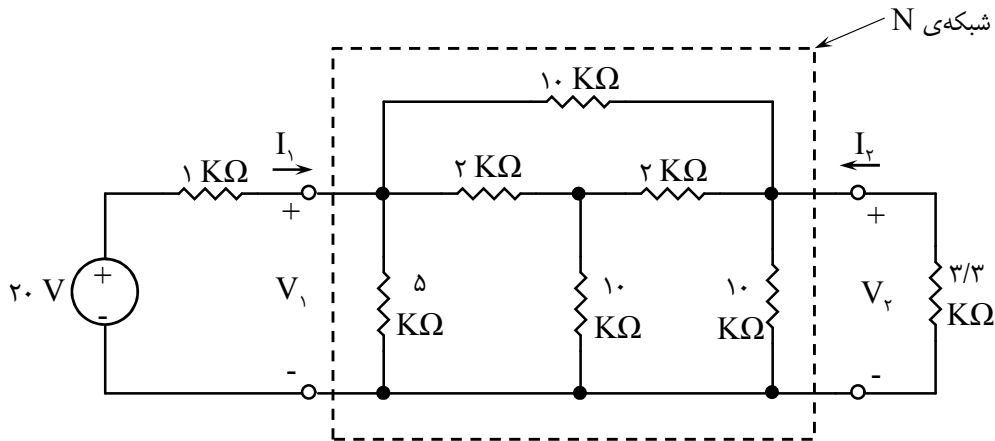 شبکه‌ی N
۱۰ KΩ
I۱
I۲
۱ KΩ
۲ KΩ
۲ KΩ
+
+
+
۲۰ V
-
V۱
۵
KΩ
۱۰
KΩ
۱۰
KΩ
V۲
۳/۳
KΩ
-
-